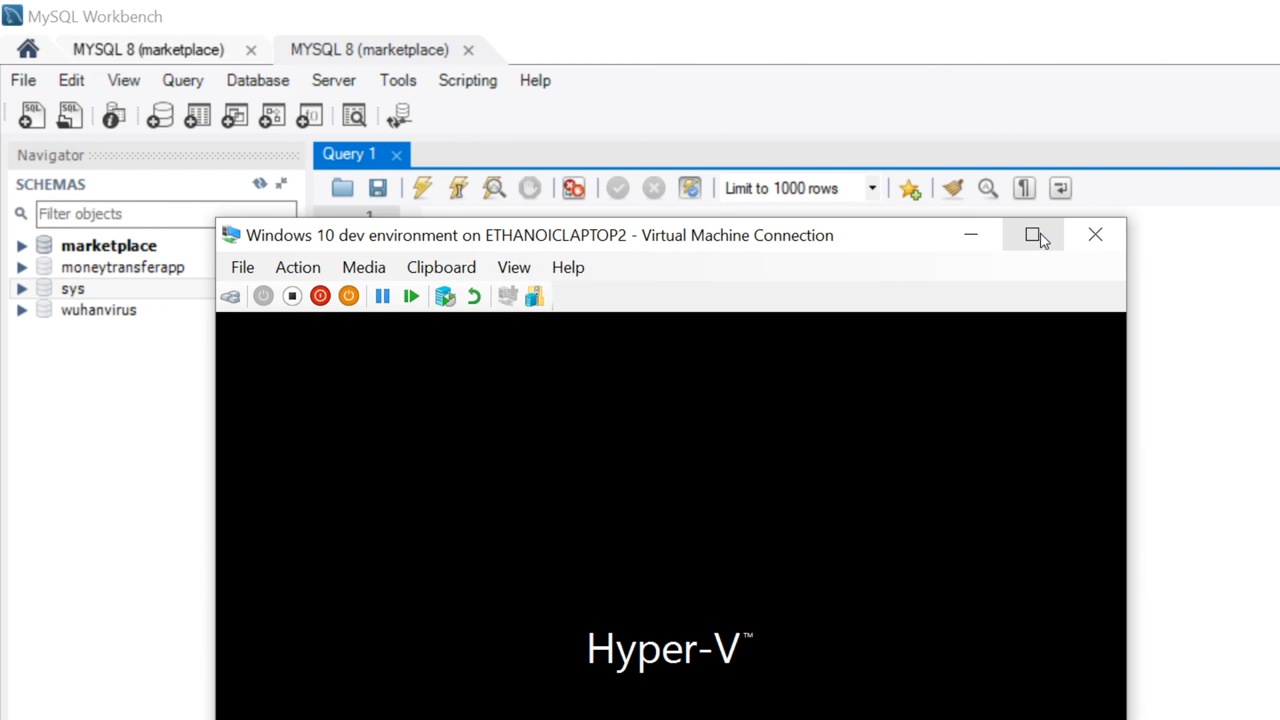 MySQL Workbench
MYSQL 8 (marketplace)
MYSQL 8 (marketplace)
File Edit View Query Database Server Tools Scripting Help
Navigator
Query 1
SCHEMAS
Limit to 1000 rows
Filter objects
1
marketplace
moneytransferapp
sys
wuhanvirus
Windows 10 dev environment on ETHANOICLAPTOP2 - Virtual Machine Connection
File Action Media Clipboard View Help
Hyper-V™